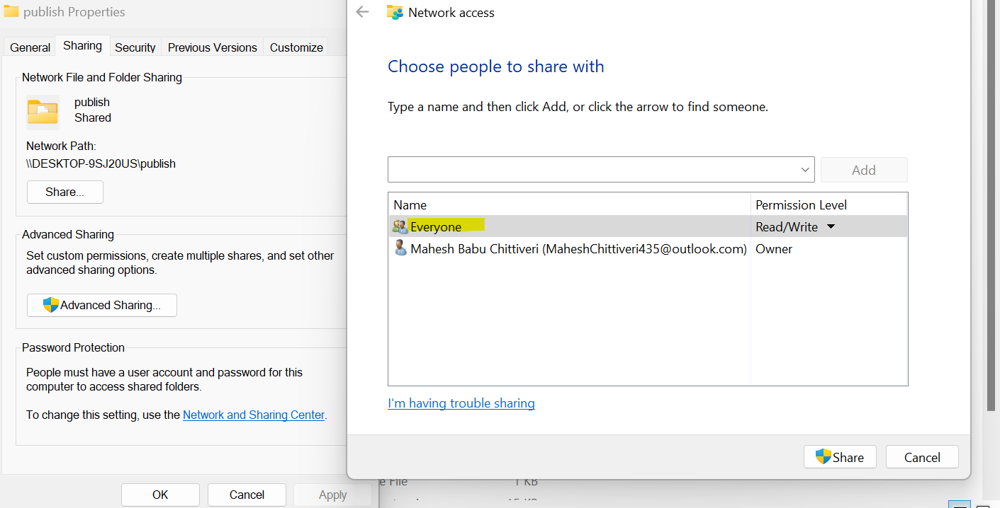 publish Properties
General
Sharing
Security
Previous Versions
Customize
Network File and Folder Sharing
publish
Shared
Network Path:
\\DESKTOP-9SJ20US\publish
Share...
Advanced Sharing
Set custom permissions, create multiple shares, and set other
advanced sharing options.
Advanced Sharing...
Password Protection
People must have a user account and password for this
computer to access shared folders.
To change this setting, use the Network and Sharing Center.
OK
Cancel
Apply
Network access
Choose people to share with
Type a name and then click Add, or click the arrow to find someone.
Add
Name Permission Level
Everyone Read/Write
Mahesh Babu Chittiveri (MaheshChittiveri435@outlook.com) Owner
I'm having trouble sharing
Share
Cancel
File 1 KB